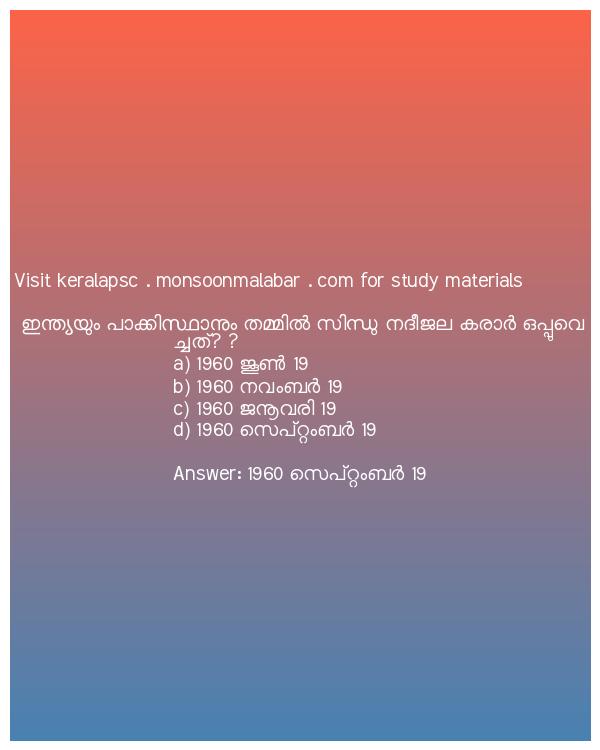 Visit keralapsc . monsoonmalabar . com for study materials
ഇന്ത്യയും പാക്കിസ്ഥാനും തമ്മിൽ സിന്ധു നദീജല കരാർ ഒപ്പുവെ
ച്ചത്? ?
a) 1960 ജൂൺ 19
b) 1960 നവംബർ 19
c) 1960 ജനൂവരി 19
d) 1960 സെപ്റ്റംബർ 19
Answer: 1960 സെപ്റ്റംബർ 19